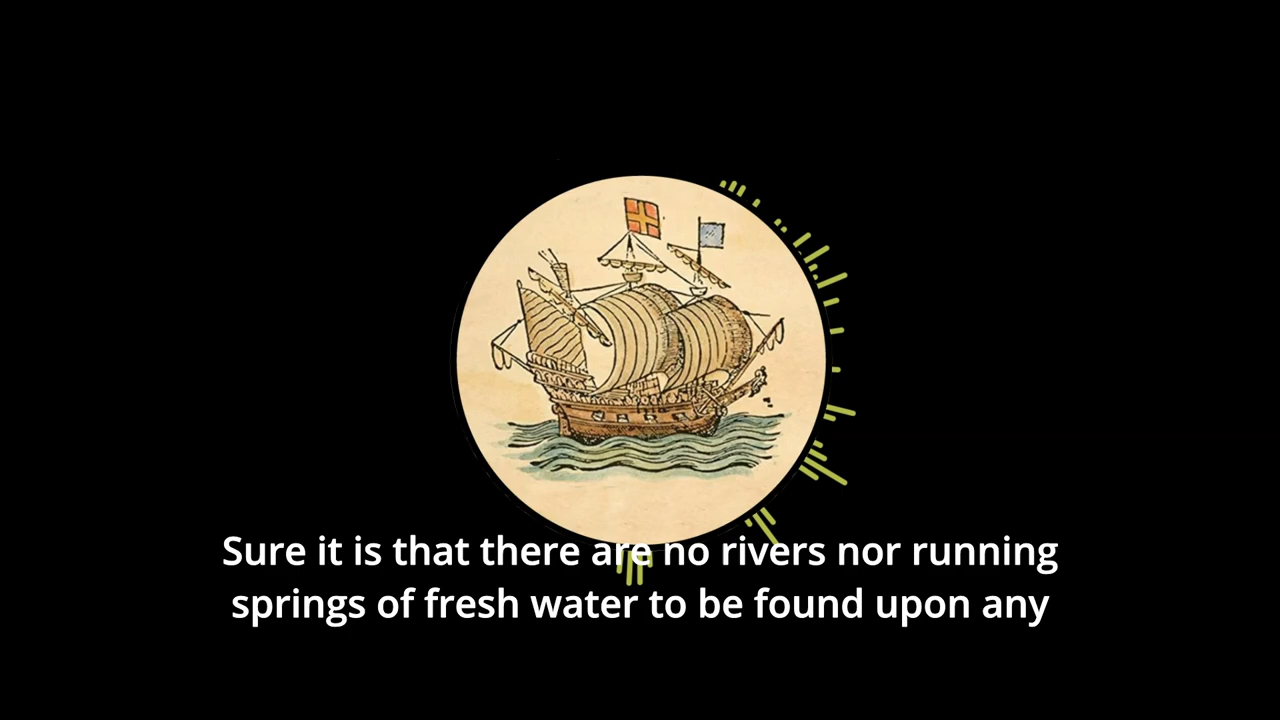 Sure it is that there are no rivers nor running
springs of fresh water to be found upon any